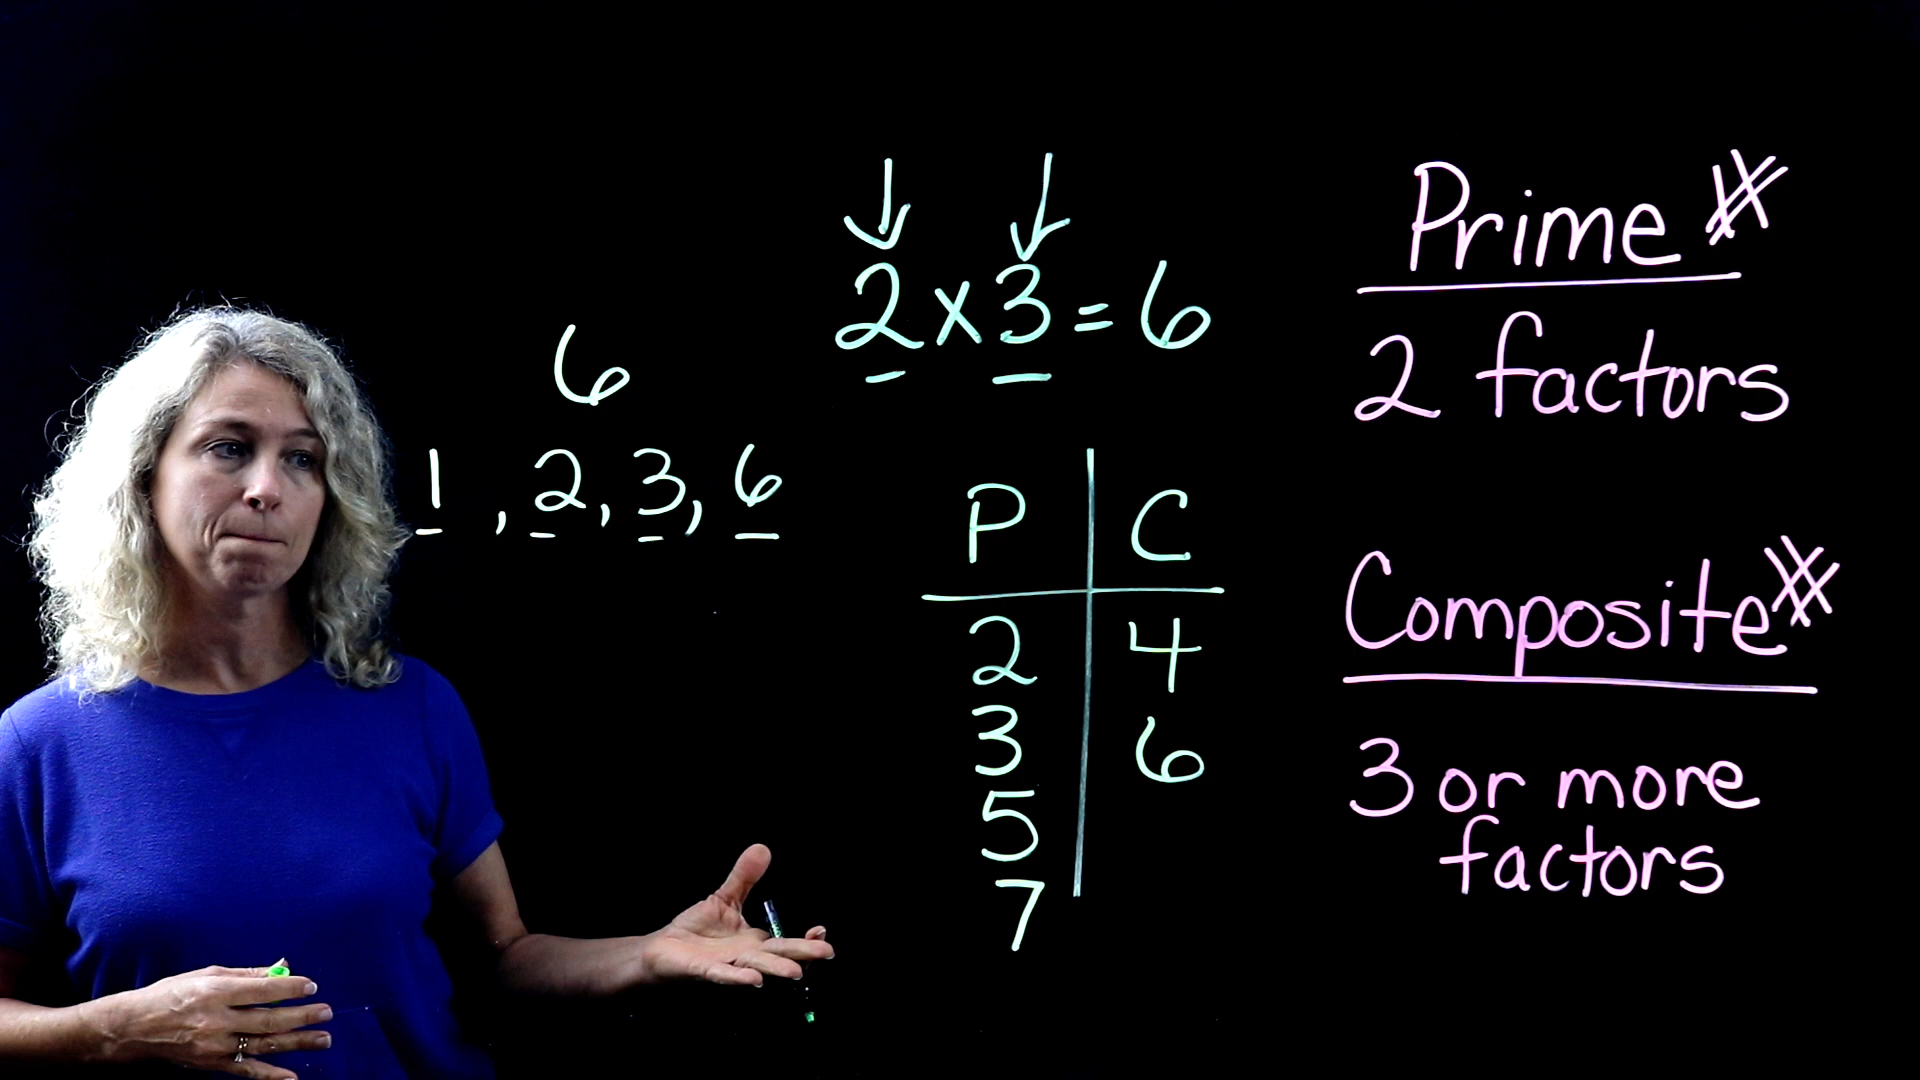 6
1, 2, 3, 6
2 x 3 = 6
P C
2 4
3 6
5
7
Prime
2 factors
Composite
3 or more
factors